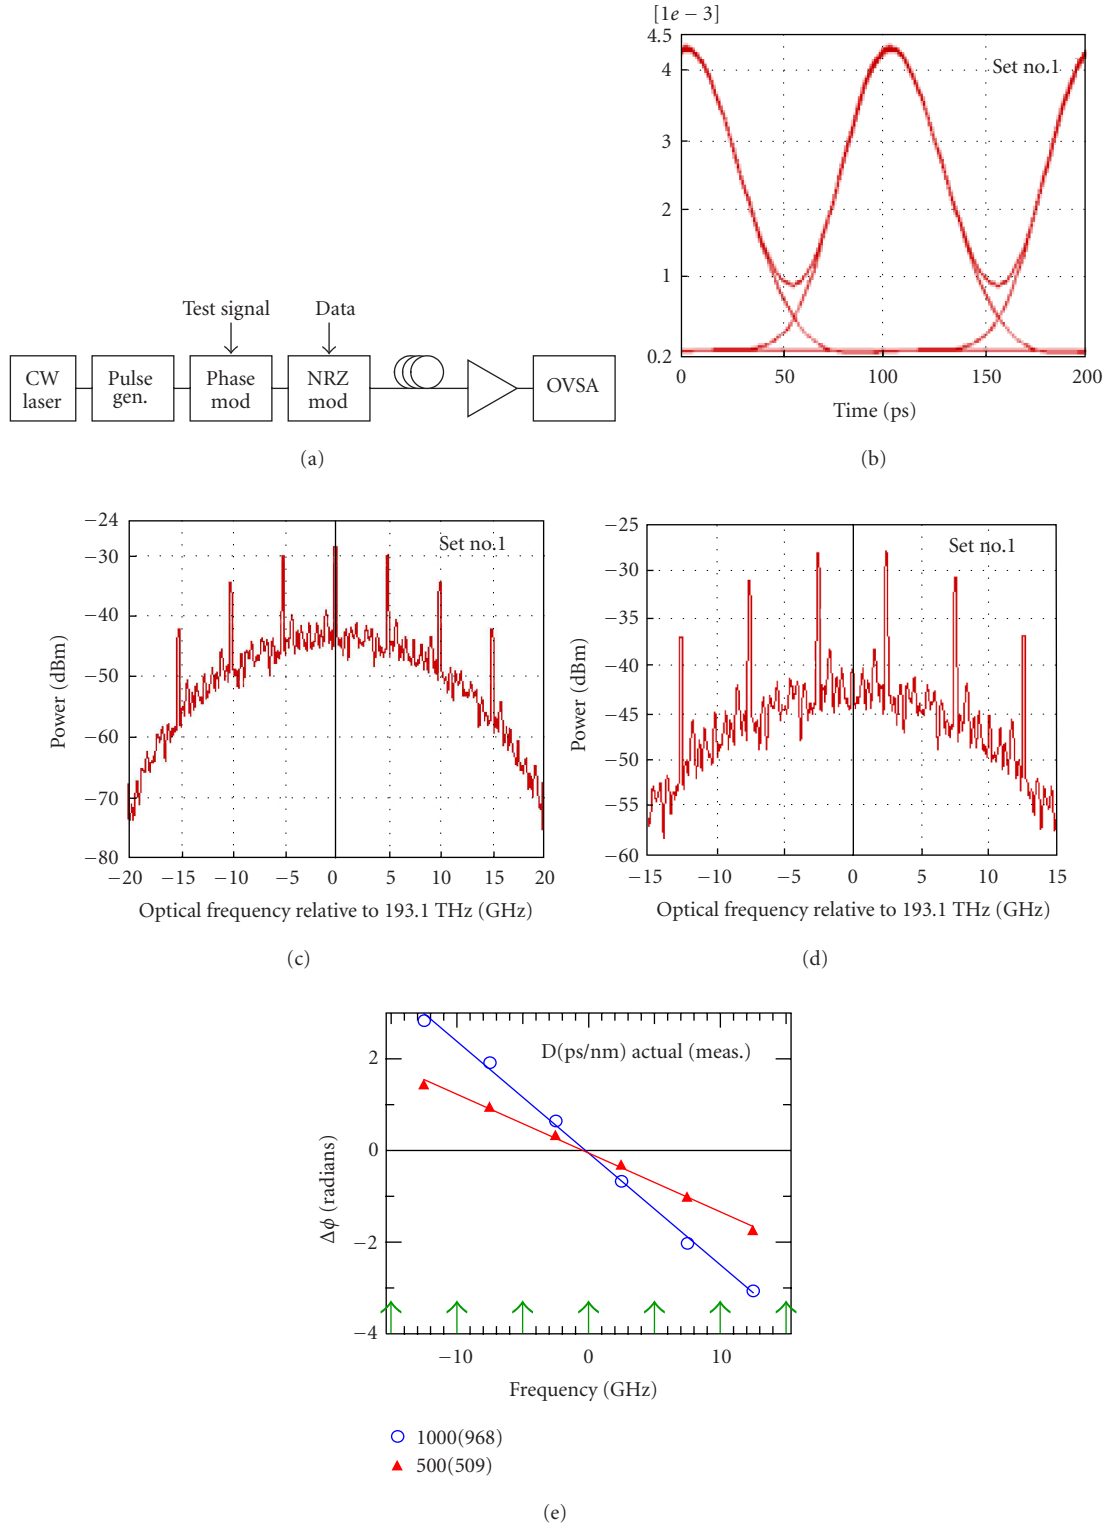 Test signal
Data
CW
laser
Pulse
gen.
Phase
mod
NRZ
mod
OVSA
(a)
[1e − 3]
4.5
4
3
2
1
0.2
Set no.1
0
50
100
150
200
Time (ps)
(b)
−24
−30
−40
−50
−60
−70
−80
Power (dBm)
Set no.1
−20
−15
−10
−5
0
5
10
15
20
Optical frequency relative to 193.1 THz (GHz)
(c)
−25
−30
−35
−40
−45
−50
−55
−60
Power (dBm)
Set no.1
−15
−10
−5
0
5
10
15
Optical frequency relative to 193.1 THz (GHz)
(d)
D(ps/nm) actual (meas.)
2
0
−2
−4
Δϕ (radians)
−10
0
10
Frequency (GHz)
1000(968)
500(509)
(e)